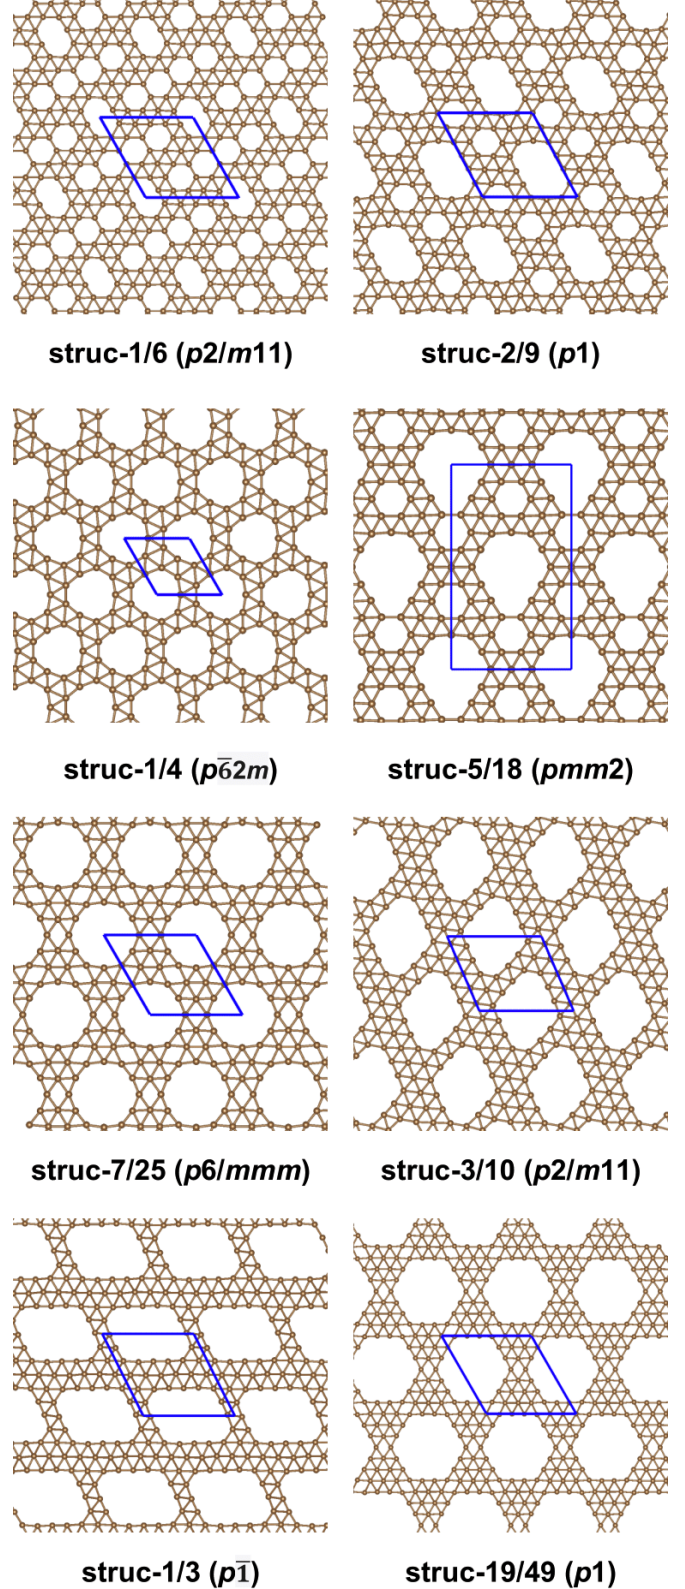 struc-1/6 (p2/m11) struc-2/9 (p1)
struc-1/4 (p6̅2m) struc-5/18 (pmm2)
struc-7/25 (p6/mmm) struc-3/10 (p2/m11)
struc-1/3 (p1̅) struc-19/49 (p1)